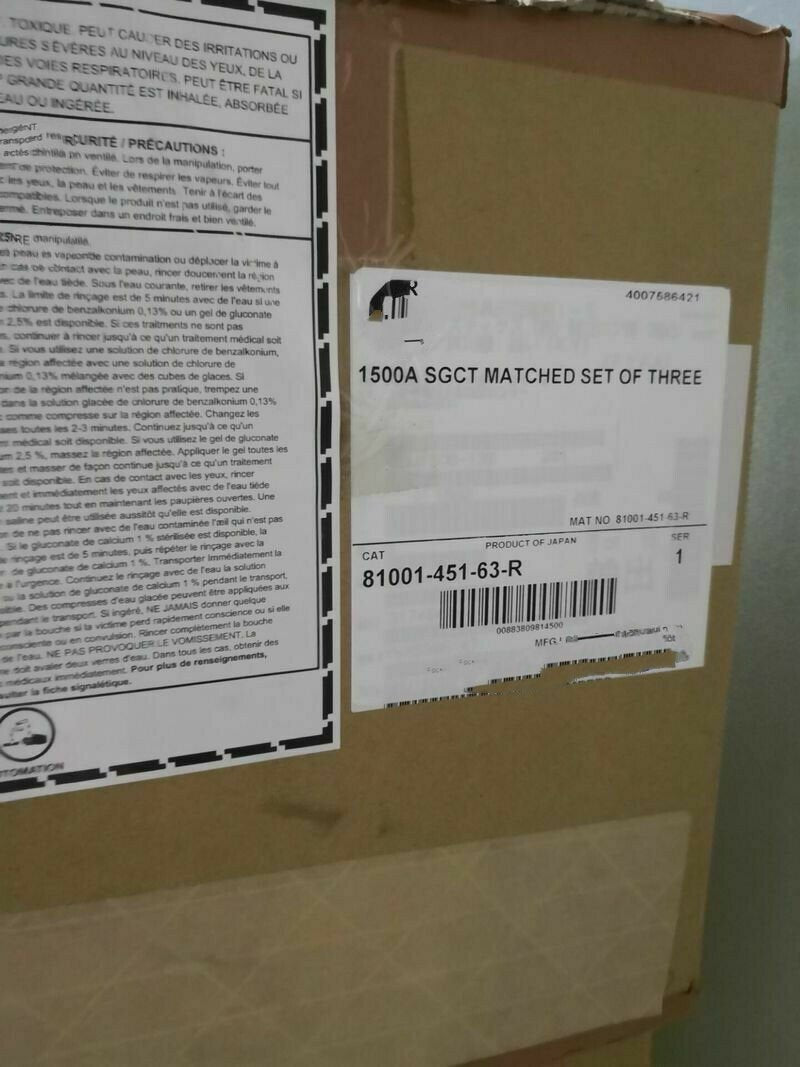 TOXIQUE. PEUT CAUSER DES IRRITATIONS OU
SÉVÈRES AU NIVEAU DES YEUX, DE LA
VOIES RESPIRATOIRES. PEUT ÊTRE FATAL SI
GRANDE QUANTITÉ EST INHALÉE, ABSORBÉE
OU INGÉRÉE.
/ PRÉCAUTIONS :
ventilé. Lors de la manipulation, porter
de protection. Éviter de respirer les vapeurs. Éviter tout
les yeux, la peau et les vêtements. Tenir à l'écart des
Lorsque le produit n'est pas utilisé, garder le
Entreposer dans un endroit frais et bien ventilé.
contamination ou déplacer la victime à
contact avec la peau, rincer doucement la région
de l'eau tiède. Sous l'eau courante, retirer les vêtements
La limite de rinçage est de 5 minutes avec de l'eau si une
chlorure de benzalkonium 0,13% ou un gel de gluconate
2,5% est disponible. Si ces traitments ne sont pas
continuer à rincer jusqu'à ce qu'un traitement médical soit
Si vous utilisez une solution de chlorure de benzalkonium,
région affectée avec une solution de chlorure de
0,13% mélangée avec des cubes de glaces. Si
de la région affectée n'est pas pratique, trempez une
dans la solution glacée de chlorure de benzalkonium 0,13%
comme compresse sur la région affectée. Changez les
toutes les 2-3 minutes. Continuez jusqu'à ce qu'un
médical soit disponible. Si vous utilisez le gel de gluconate
2,5 %, massez la région affectée. Appliquer le gel toutes les
et masser de façon continue jusqu'à ce qu'un traitement
soit disponible. En cas de contact avec les yeux, rincer
et immédiatement les yeux affectés avec de l'eau tiède
20 minutes tout en maintenant les paupières ouvertes. Une
saline peut être utilisée aussitôt qu'elle est disponible.
de ne pas rincer avec de l'eau contaminée l'œil qui n'est pas
Si le gluconate de calcium 1 % stérilisée est disponible, la
rinçage est de 5 minutes, puis répéter le rinçage avec la
de gluconate de calcium 1 %. Transporter immédiatement la
l'urgence. Continuez le rinçage avec de l'eau la solution
ou la solution de gluconate de calcium 1 % pendant le transport,
Des compresses d'eau glacée peuvent être appliquées aux
pendant le transport. Si ingéré, NE JAMAIS donner quelque
par la bouche si la victime perd rapidement conscience ou si elle
ou en convulsion. Rincer complètement la bouche
de l'eau. NE PAS PROVOQUER LE VOMISSEMENT. La
doit avaler deux verres d'eau. Dans tous les cas, obtenir des
médicaux immédiatement. Pour plus de renseignements,
la fiche signalétique.
4007586421
1500A SGCT MATCHED SET OF THREE
MAT NO 81001-451-63-R
PRODUCT OF JAPAN
CAT
SER
81001-451-63-R
1
00883809814500
MFG